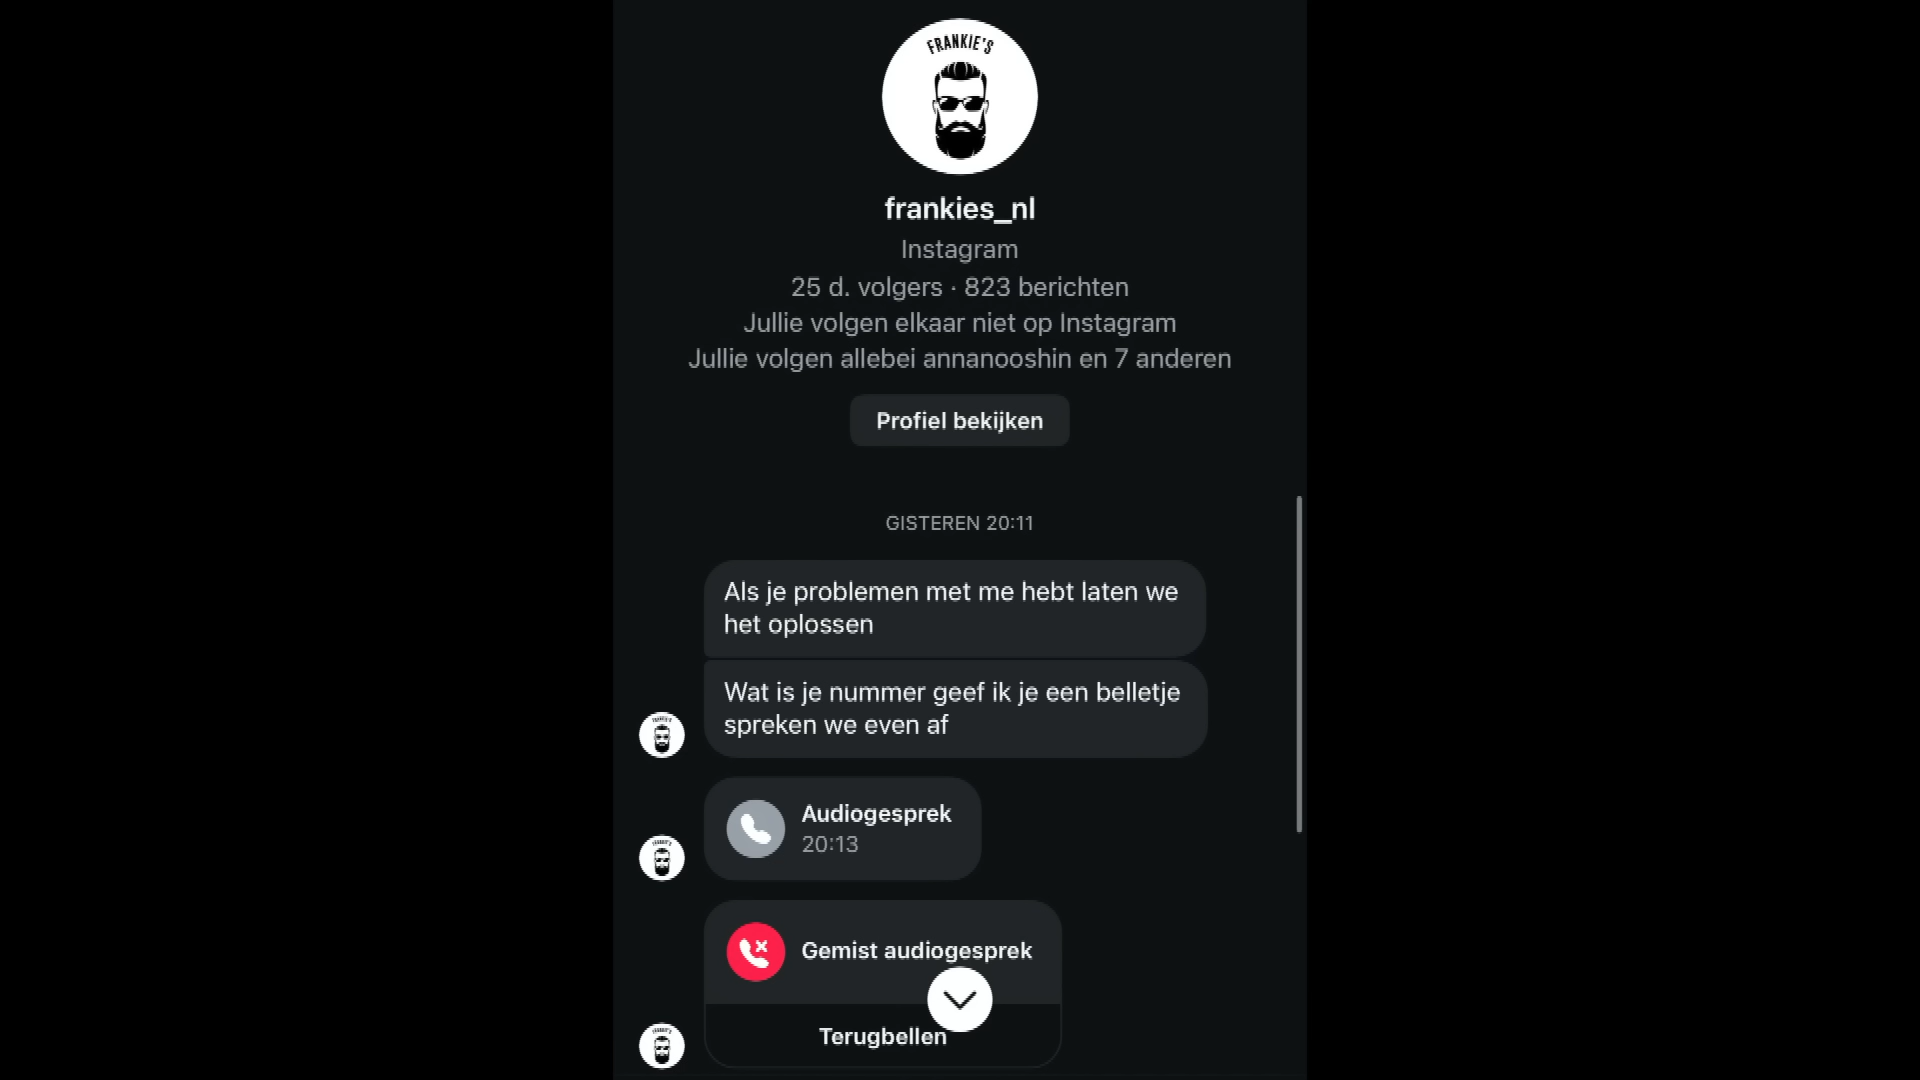 FRANKIE'S
frankies_nl
Instagram
25 d. volgers · 823 berichten
Jullie volgen elkaar niet op Instagram
Jullie volgen allebei annanooshin en 7 anderen
Profiel bekijken
GISTEREN 20:11
Als je problemen met me hebt laten we
het oplossen
Wat is je nummer geef ik je een belletje
spreken we even af
Audiogesprek
20:13
Gemist audiogesprek
Terugbellen